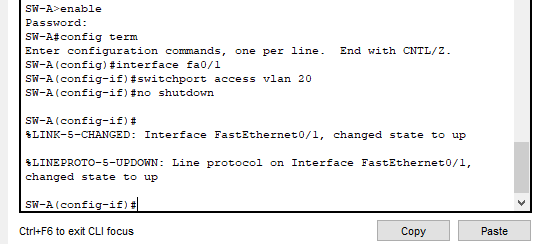 SW-A>enable
Password:
SW-A#config term
Enter configuration commands, one per line.  End with CNTL/Z.
SW-A(config)#interface fa0/1
SW-A(config-if)#switchport access vlan 20
SW-A(config-if)#no shutdown
SW-A(config-if)#
%LINK-5-CHANGED: Interface FastEthernet0/1, changed state to up
%LINEPROTO-5-UPDOWN: Line protocol on Interface FastEthernet0/1,
changed state to up
SW-A(config-if)#
Ctrl+F6 to exit CLI focus
Copy
Paste